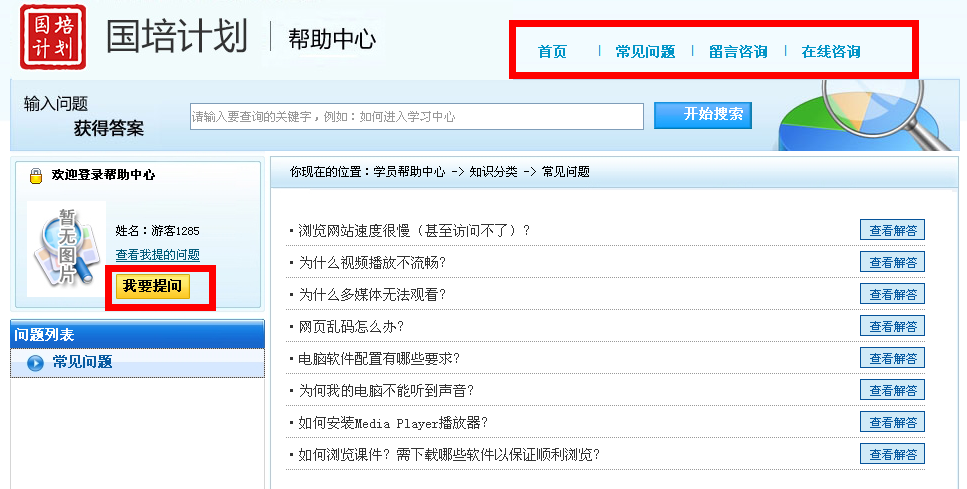 国培
计划
国培计划
帮助中心
首页
常见问题
留言咨询
在线咨询
输入问题
获得答案
请输入要查询的关键字，例如：如何进入学习中心
开始搜索
欢迎登录帮助中心
暂无图片
姓名：游客1285
查看我提的问题
我要提问
问题列表
常见问题
你现在的位置：学员帮助中心 -> 知识分类 -> 常见问题
· 浏览网站速度很慢（甚至访问不了）？ 查看解答
· 为什么视频播放不流畅？ 查看解答
· 为什么多媒体无法观看？ 查看解答
· 网页乱码怎么办？ 查看解答
· 电脑软件配置有哪些要求？ 查看解答
· 为何我的电脑不能听到声音？ 查看解答
· 如何安装Media Player播放器？ 查看解答
· 如何浏览课件？需下载哪些软件以保证顺利浏览？ 查看解答